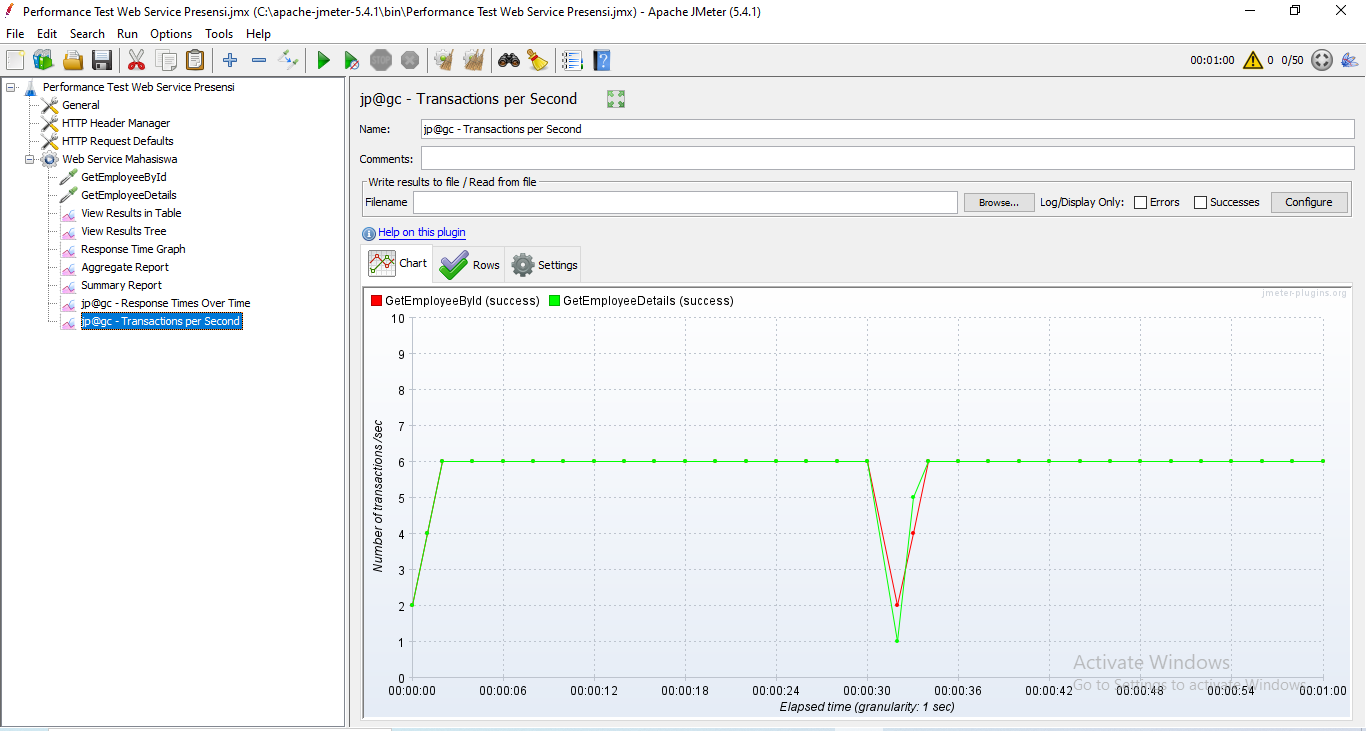 Performance Test Web Service Presensi.jmx (C:\apache-jmeter-5.4.1\bin\Performance Test Web Service Presensi.jmx) - Apache JMeter (5.4.1)
File Edit Search Run Options Tools Help
STOP
00:01:00 0 0/50
Performance Test Web Service Presensi
General
HTTP Header Manager
HTTP Request Defaults
Web Service Mahasiswa
GetEmployeeById
GetEmployeeDetails
View Results in Table
View Results Tree
Response Time Graph
Aggregate Report
Summary Report
jp@gc - Response Times Over Time
jp@gc - Transactions per Second
jp@gc - Transactions per Second
Name: jp@gc - Transactions per Second
Comments:
Write results to file / Read from file
Filename Browse... Log/Display Only: Errors Successes Configure
Help on this plugin
Chart Rows Settings
jmeter-plugins.org
GetEmployeeById (success) GetEmployeeDetails (success)
10
9
8
7
6
5
4
3
2
1
0
Number of transactions /sec
00:00:00 00:00:06 00:00:12 00:00:18 00:00:24 00:00:30 00:00:36 00:00:42 00:00:48 00:00:54 00:01:00
Elapsed time (granularity: 1 sec)
Activate Windows
Go to Settings to activate Windows.